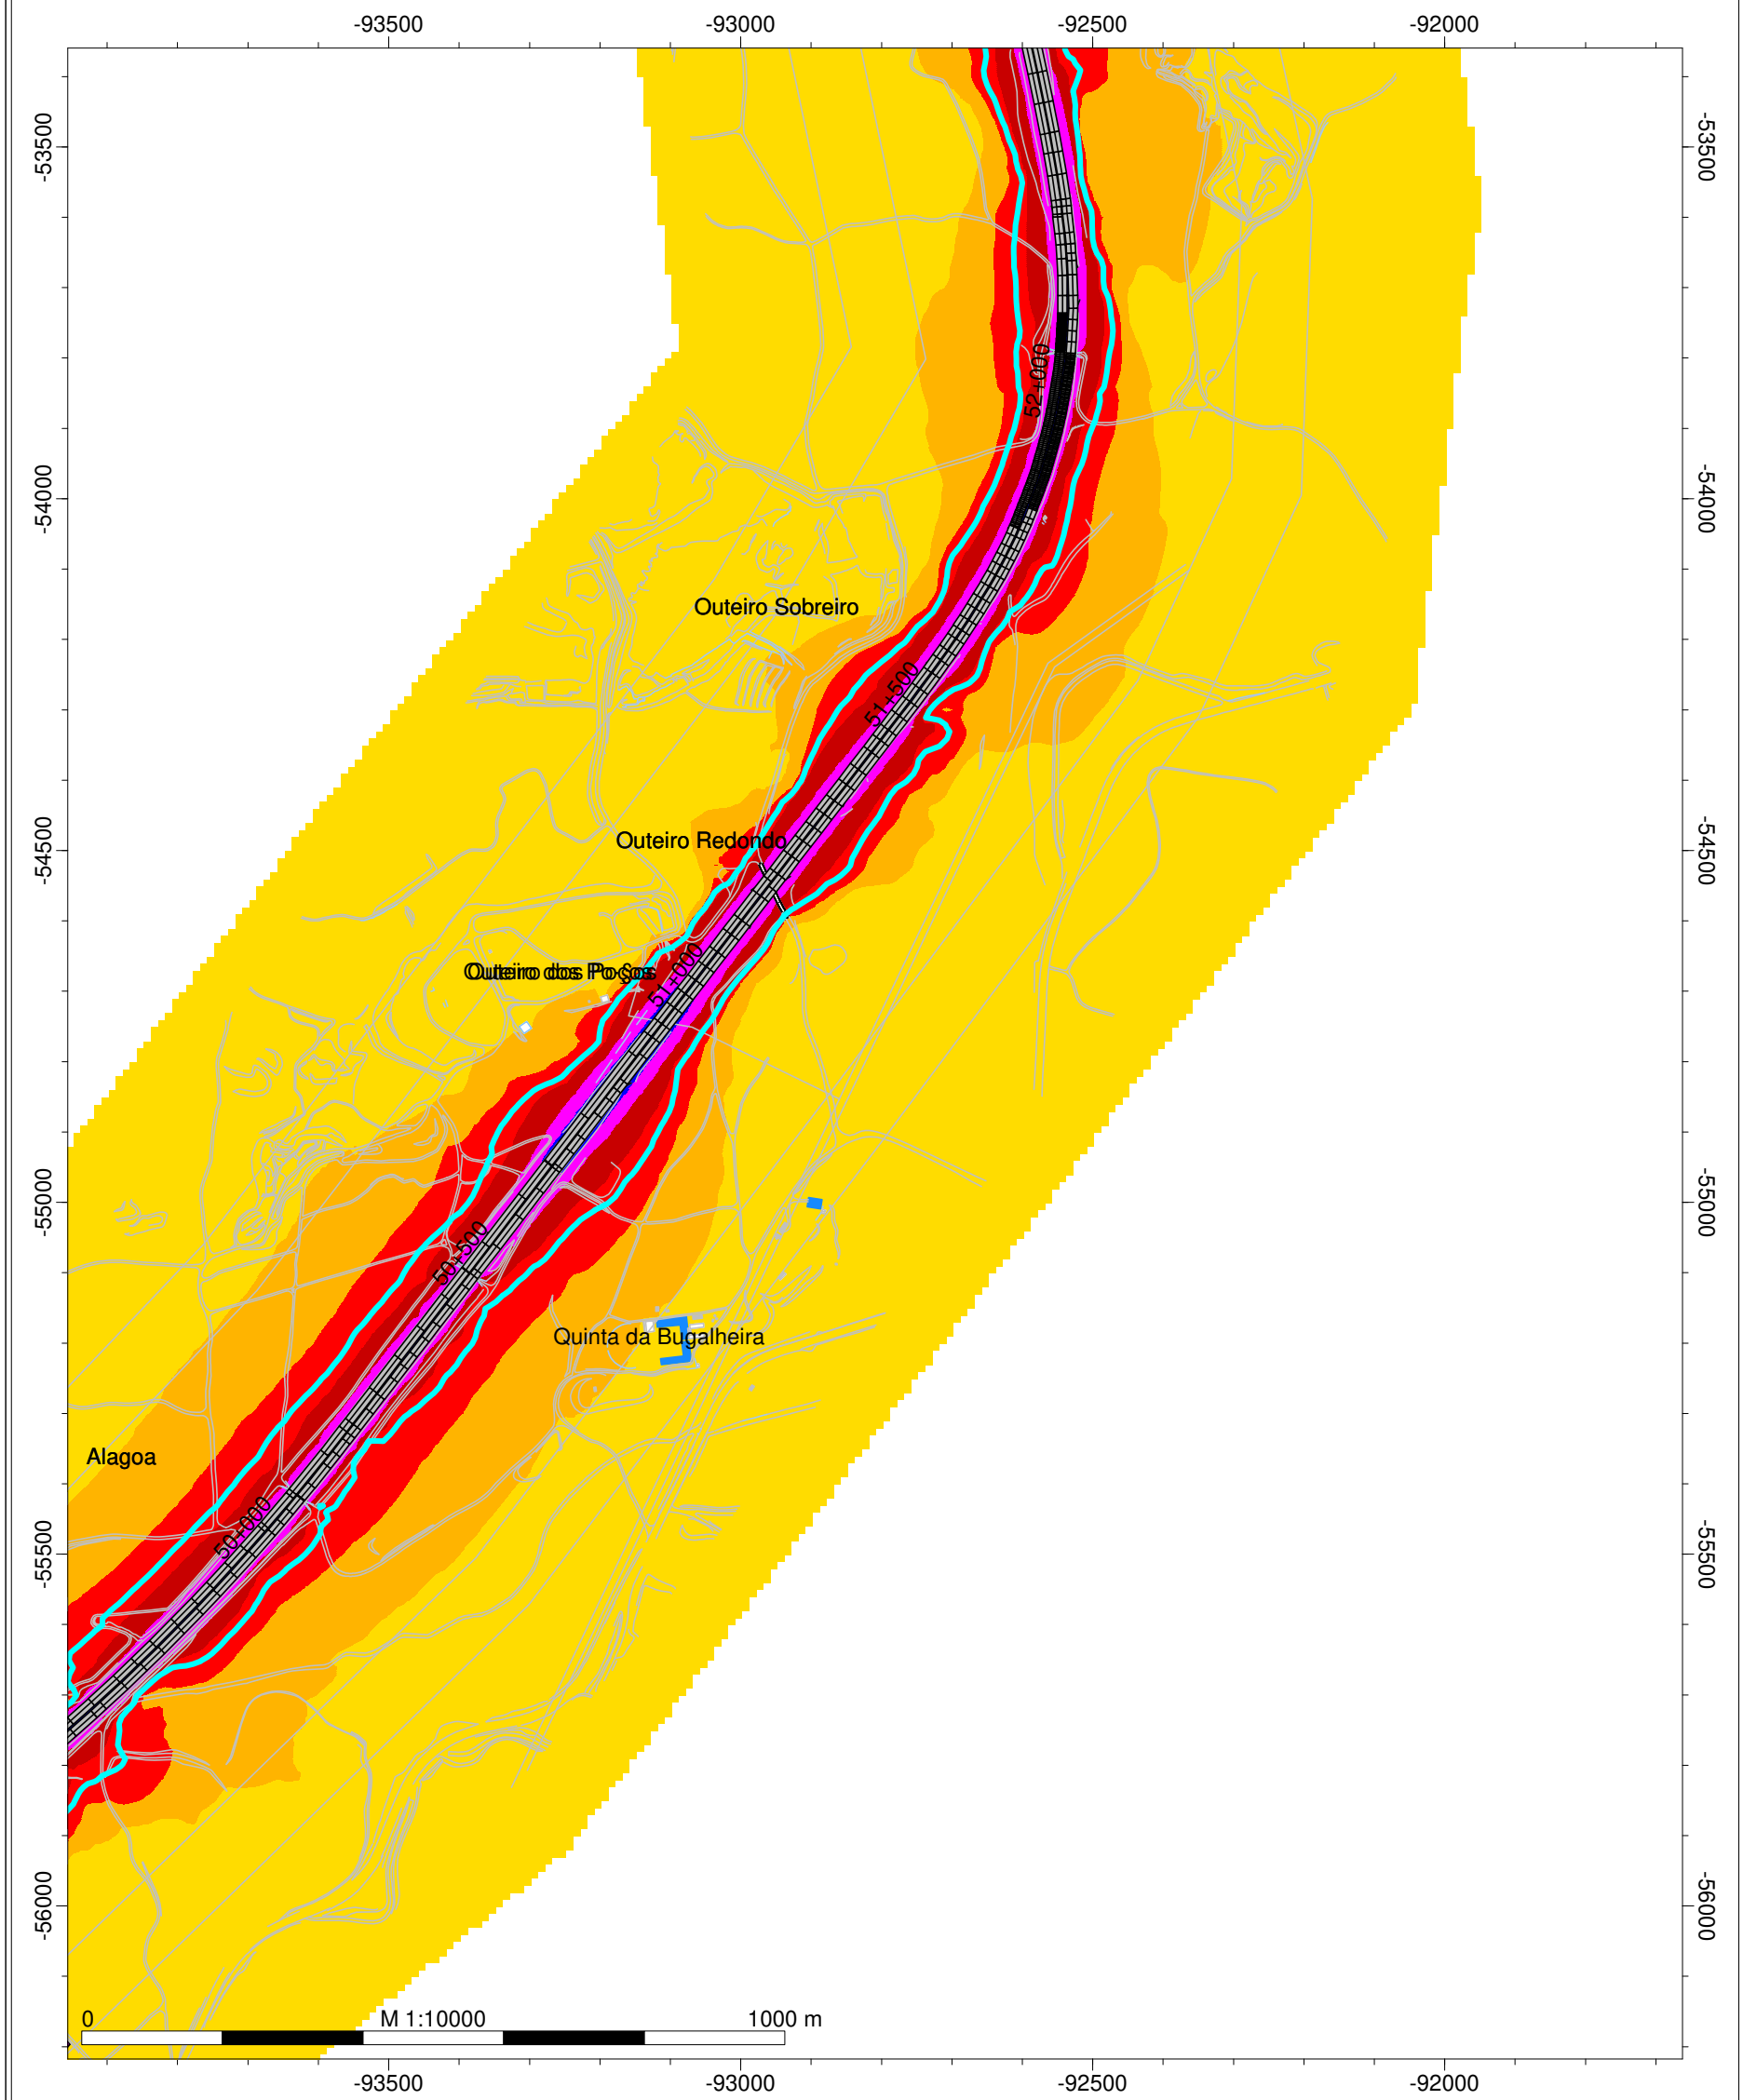 -93500 -93000 -92500 -92000
-53500 -53500
52+000
-54000 -54000
Outeiro Sobreiro
51+500
Outeiro Redondo
-54500 -54500
Outeiro dos Poços
51+000
-55000 -55000
50+500
Quinta da Bugalheira
Alagoa
50+000
-55500 -55500
-56000 -56000
0 M 1:10000 1000 m
-93500 -93000 -92500 -92000